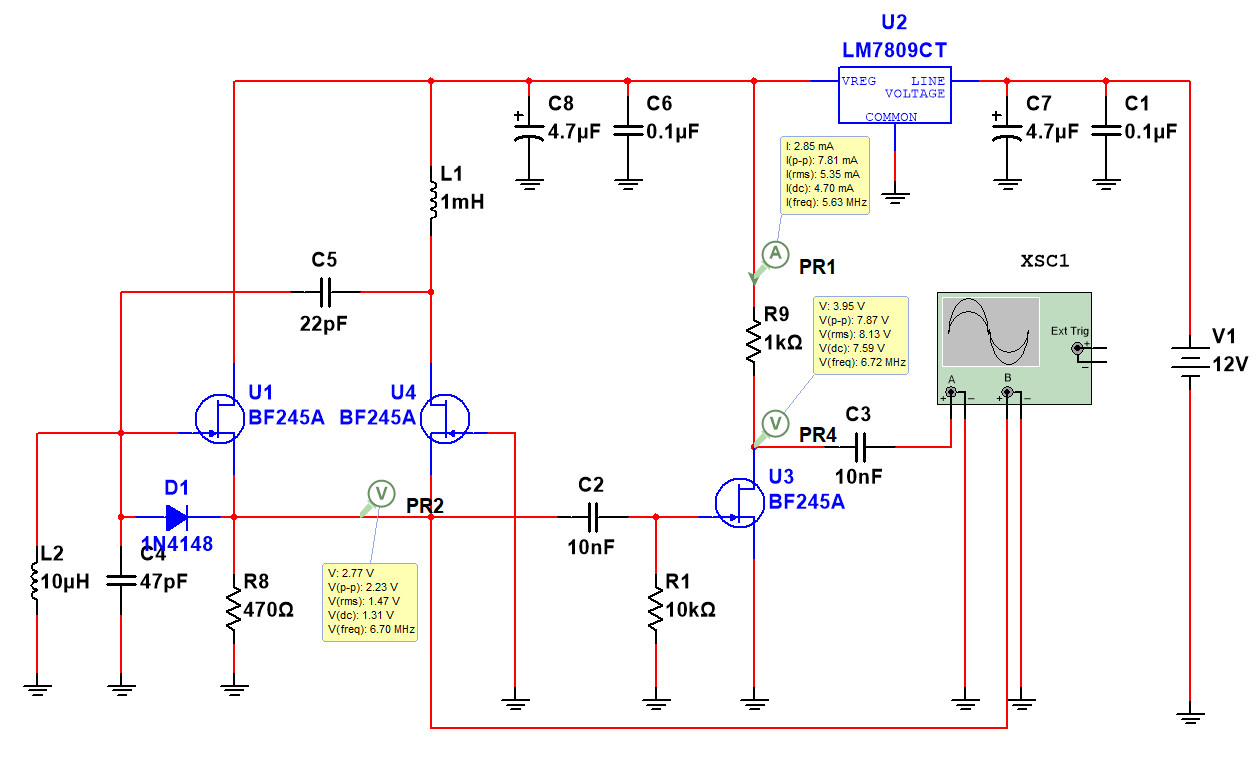 U2
LM7809CT
VREG
LINE
VOLTAGE
COMMON
C8
4.7µF
C6
0.1µF
C7
4.7µF
C1
0.1µF
I: 2.85 mA
I(p-p): 7.81 mA
I(rms): 5.35 mA
I(dc): 4.70 mA
I(freq): 5.63 MHz
L1
1mH
A
PR1
XSC1
C5
22pF
R9
1kΩ
V: 3.95 V
V(p-p): 7.87 V
V(rms): 8.13 V
V(dc): 7.59 V
V(freq): 6.72 MHz
Ext Trig
+
−
A
B
+ −
+ −
V1
12V
U1
BF245A
U4
BF245A
V
PR4
C3
10nF
U3
BF245A
D1
1N4148
V
PR2
C2
10nF
L2
10µH
C4
47pF
R8
470Ω
V: 2.77 V
V(p-p): 2.23 V
V(rms): 1.47 V
V(dc): 1.31 V
V(freq): 6.70 MHz
R1
10kΩ